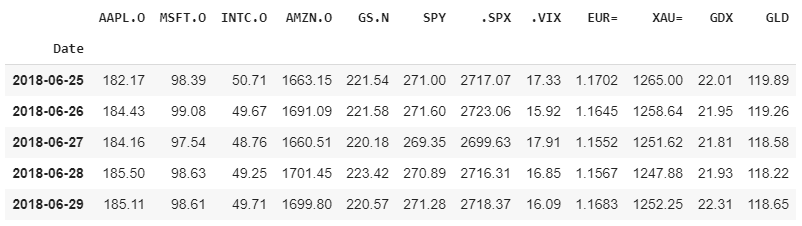 AAPL.O MSFT.O INTC.O AMZN.O GS.N SPY .SPX .VIX EUR= XAU= GDX GLD
Date
2018-06-25 182.17 98.39 50.71 1663.15 221.54 271.00 2717.07 17.33 1.1702 1265.00 22.01 119.89
2018-06-26 184.43 99.08 49.67 1691.09 221.58 271.60 2723.06 15.92 1.1645 1258.64 21.95 119.26
2018-06-27 184.16 97.54 48.76 1660.51 220.18 269.35 2699.63 17.91 1.1552 1251.62 21.81 118.58
2018-06-28 185.50 98.63 49.25 1701.45 223.42 270.89 2716.31 16.85 1.1567 1247.88 21.93 118.22
2018-06-29 185.11 98.61 49.71 1699.80 220.57 271.28 2718.37 16.09 1.1683 1252.25 22.31 118.65